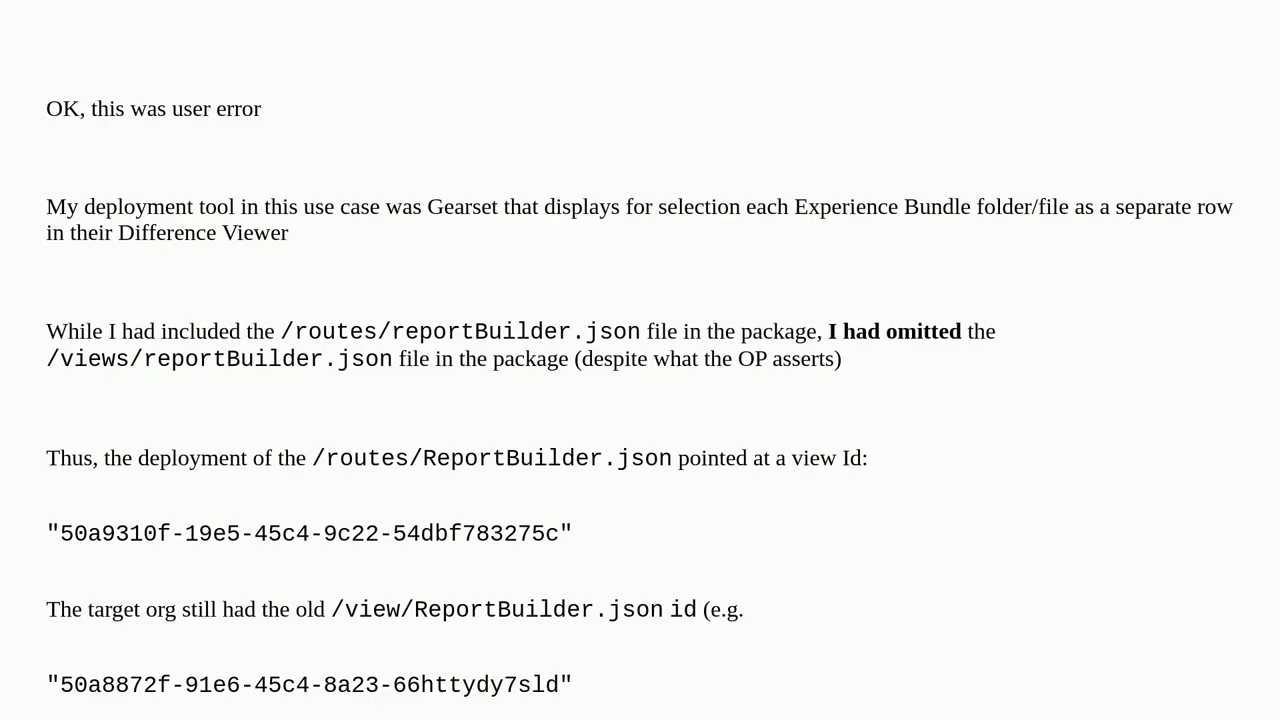 OK, this was user error
My deployment tool in this use case was Gearset that displays for selection each Experience Bundle folder/file as a separate row
in their Difference Viewer
While I had included the /routes/reportBuilder.json file in the package, I had omitted the
/views/reportBuilder.json file in the package (despite what the OP asserts)
Thus, the deployment of the /routes/ReportBuilder.json pointed at a view Id:
"50a9310f-19e5-45c4-9c22-54dbf783275c"
The target org still had the old /view/ReportBuilder.json id (e.g.
"50a8872f-91e6-45c4-8a23-66httydy7sld"